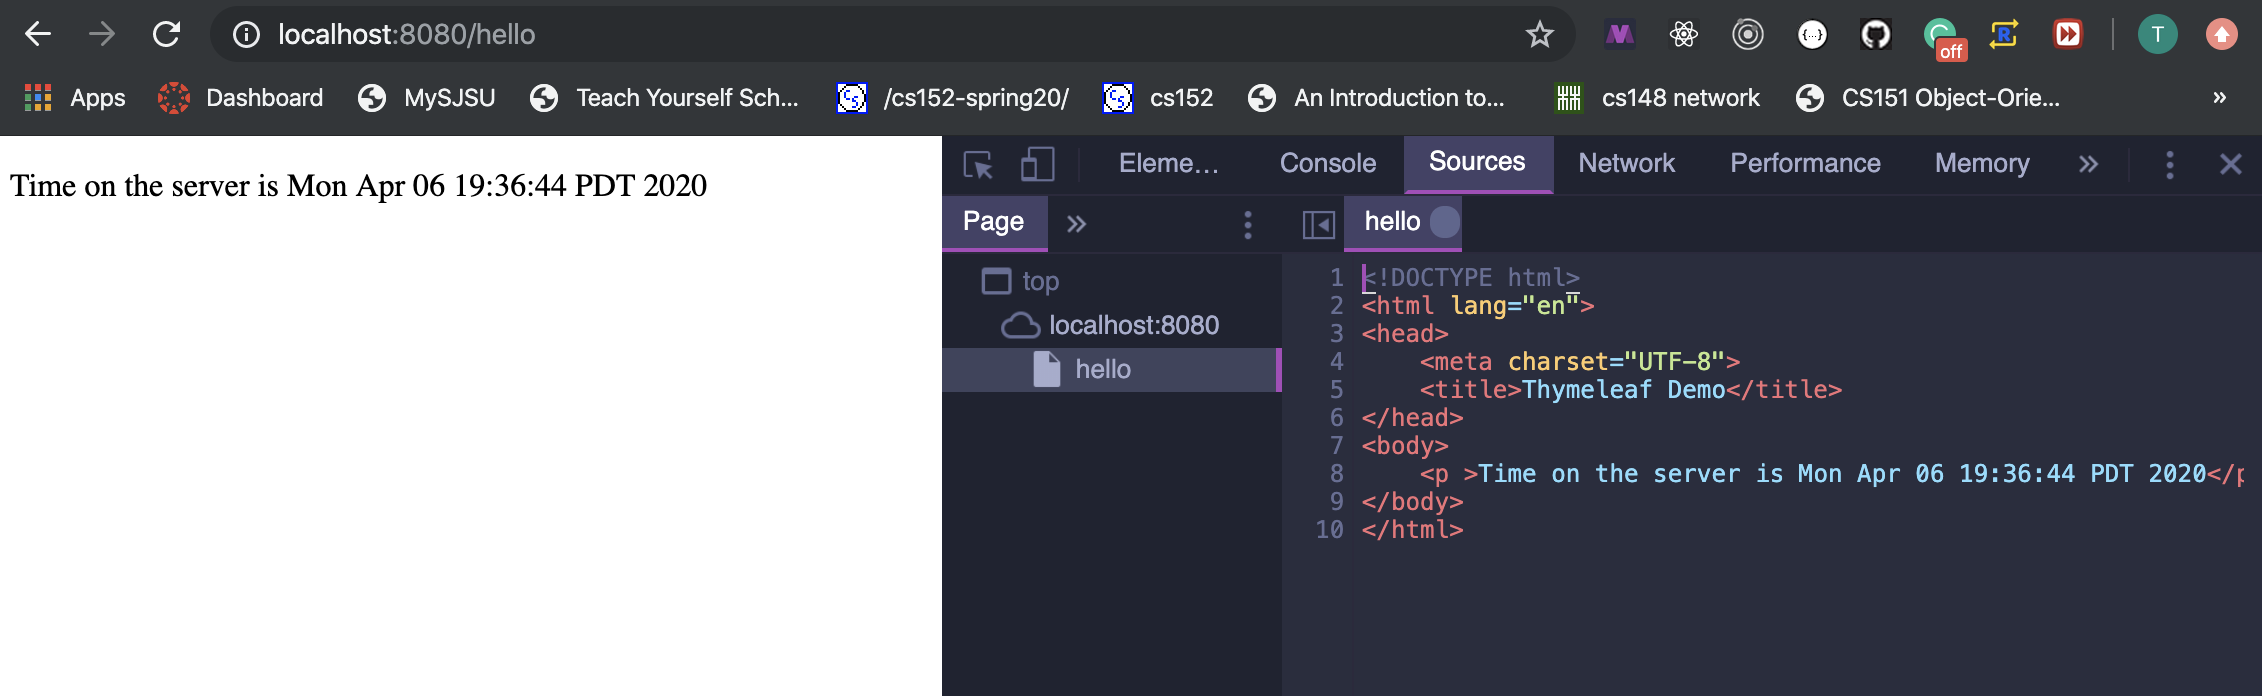 localhost:8080/hello
off
T
Apps
Dashboard
MySJSU
Teach Yourself Sch...
/cs152-spring20/
cs152
An Introduction to...
cs148 network
CS151 Object-Orie...
»
Time on the server is Mon Apr 06 19:36:44 PDT 2020
Eleme…
Console
Sources
Network
Performance
Memory
»
Page
»
hello
top
localhost:8080
hello
1 <!DOCTYPE html>
2 <html lang="en">
3 <head>
4 <meta charset="UTF-8">
5 <title>Thymeleaf Demo</title>
6 </head>
7 <body>
8 <p >Time on the server is Mon Apr 06 19:36:44 PDT 2020</p
9 </body>
10 </html>